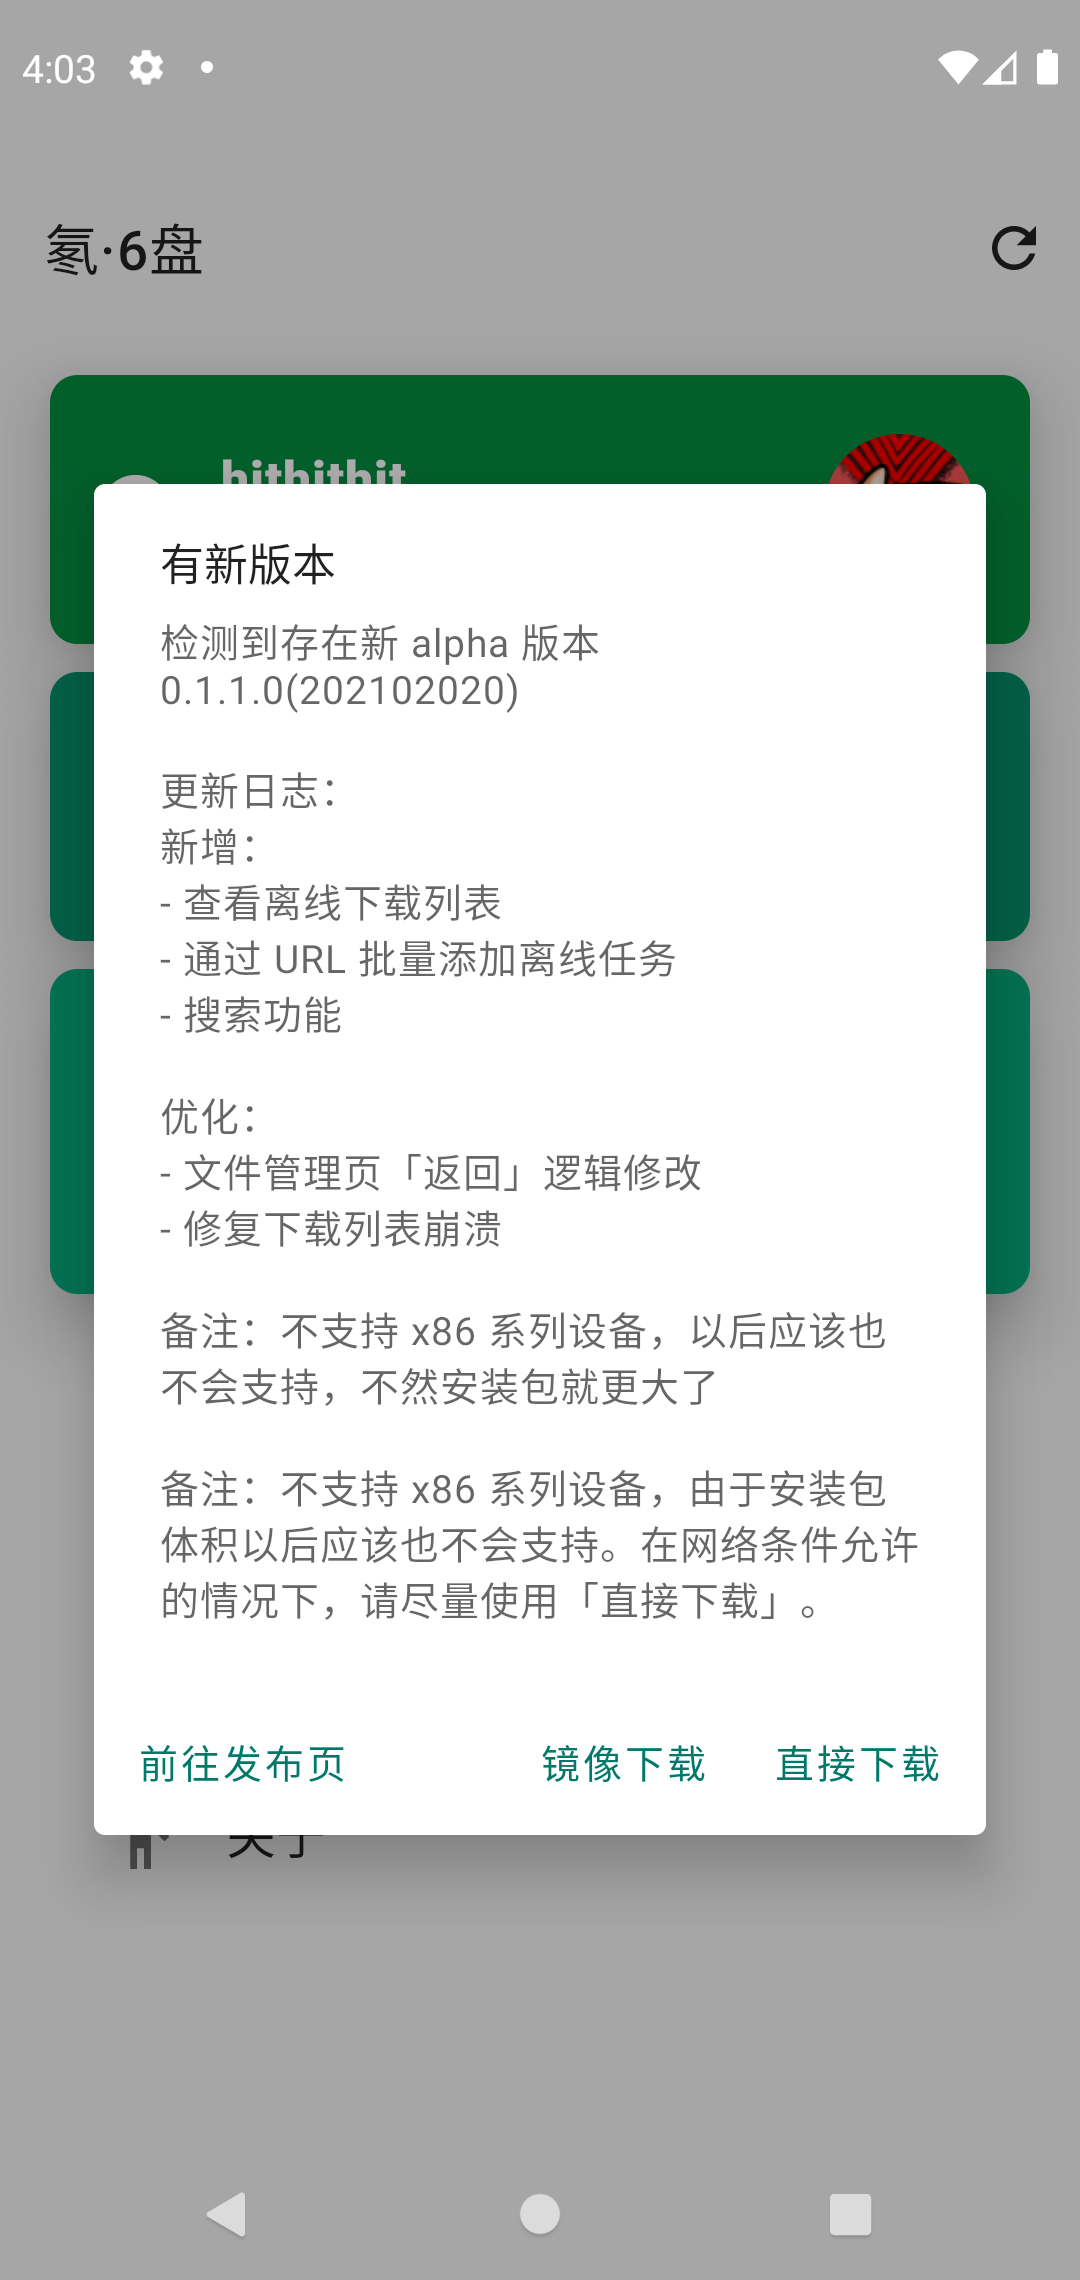 4:03
氢·6盘
hithithit
有新版本
检测到存在新 alpha 版本
0.1.1.0(202102020)
更新日志：
新增：
- 查看离线下载列表
- 通过 URL 批量添加离线任务
- 搜索功能
优化：
- 文件管理页「返回」逻辑修改
- 修复下载列表崩溃
备注：不支持 x86 系列设备，以后应该也
不会支持，不然安装包就更大了
备注：不支持 x86 系列设备，由于安装包
体积以后应该也不会支持。在网络条件允许
的情况下，请尽量使用「直接下载」。
前往发布页
镜像下载
直接下载
关于